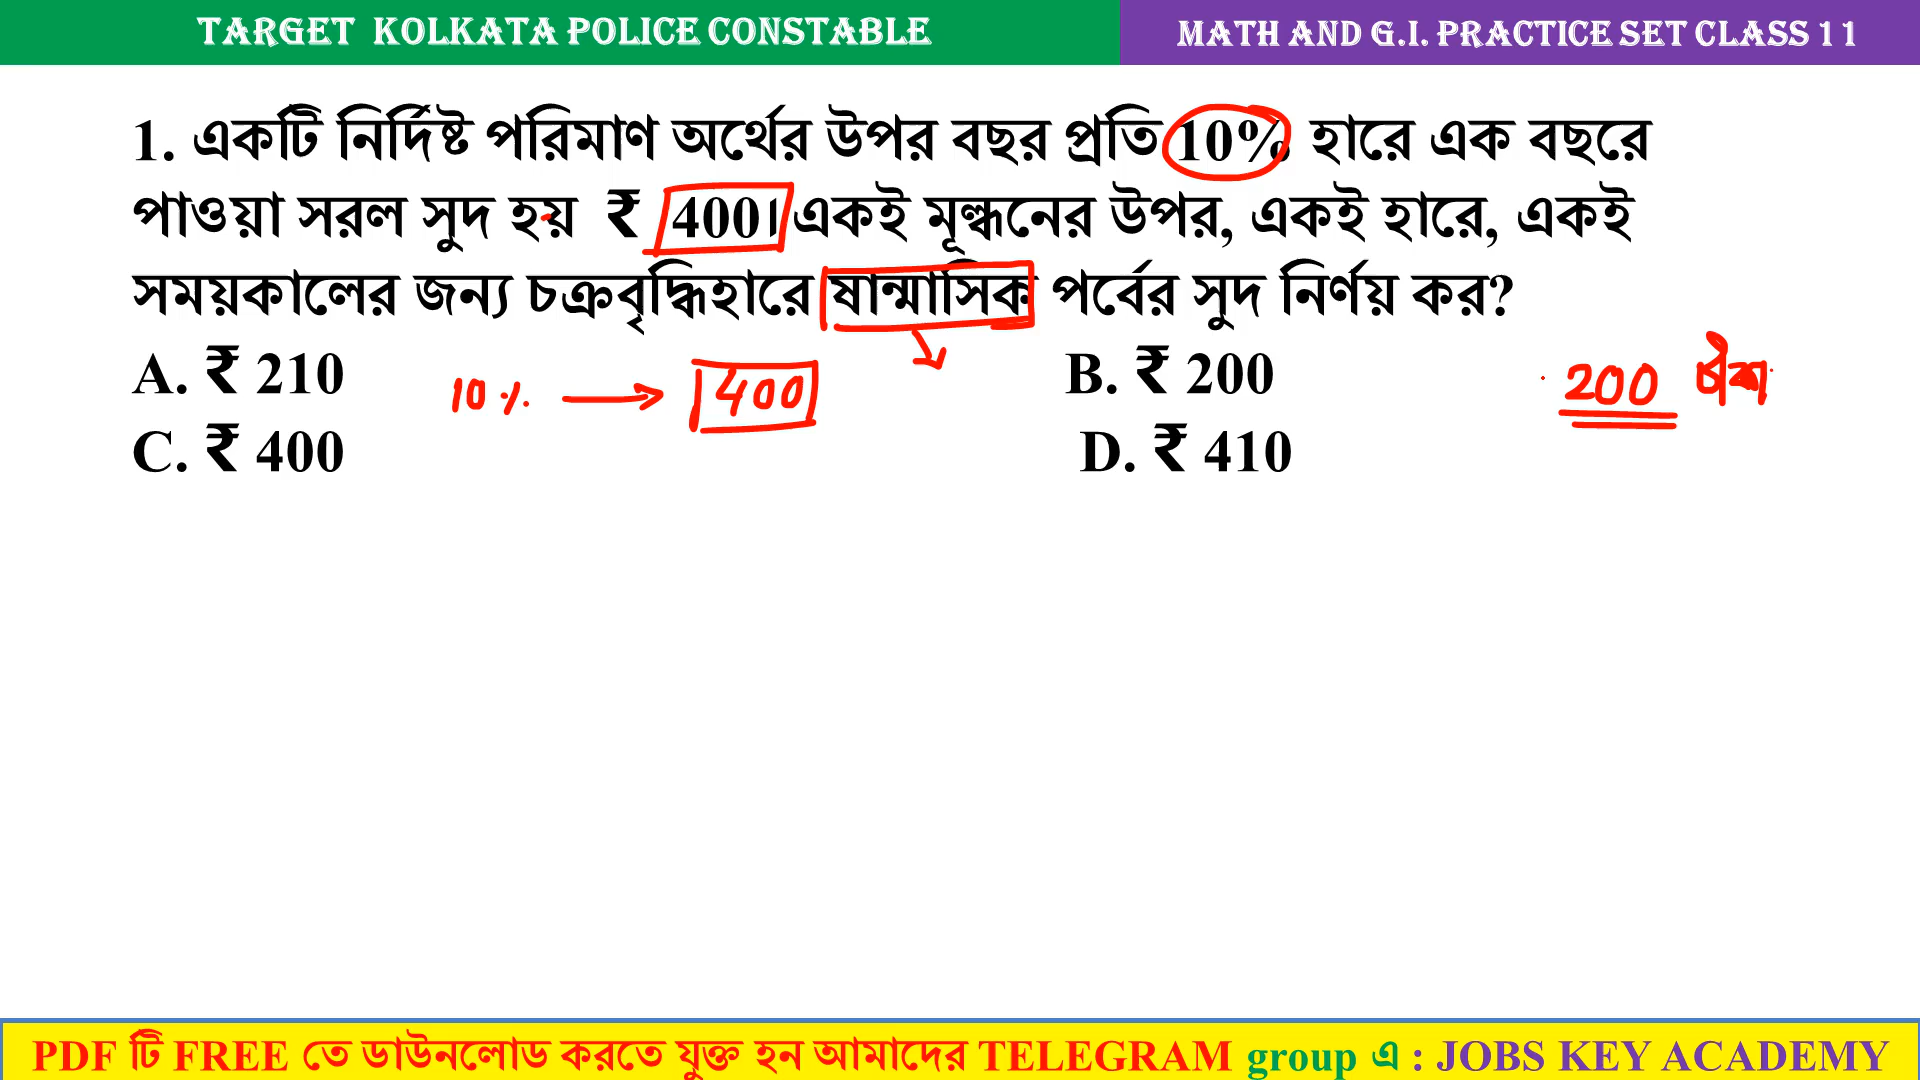 TARGET KOLKATA POLICE CONSTABLE
MATH AND G.I. PRACTICE SET CLASS 11
1. একটি নির্দিষ্ট পরিমাণ অর্থের উপর বছর প্রতি 10% হারে এক বছরে
পাওয়া সরল সুদ হয় ₹ 400। একই মূল্ধনের উপর, একই হারে, একই
সময়কালের জন্য চক্রবৃদ্ধিহারে ষান্মাসিক পর্বের সুদ নির্ণয় কর?
A. ₹ 210 B. ₹ 200
10% → 400
200
C. ₹ 400 D. ₹ 410
PDF টি FREE তে ডাউনলোড করতে যুক্ত হন আমাদের TELEGRAM group এ : JOBS KEY ACADEMY